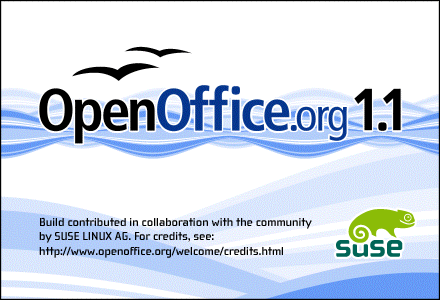 OpenOffice.org 1.1
Build contributed in collaboration with the community
by SUSE LINUX AG. For credits, see:
http://www.openoffice.org/welcome/credits.html
suse